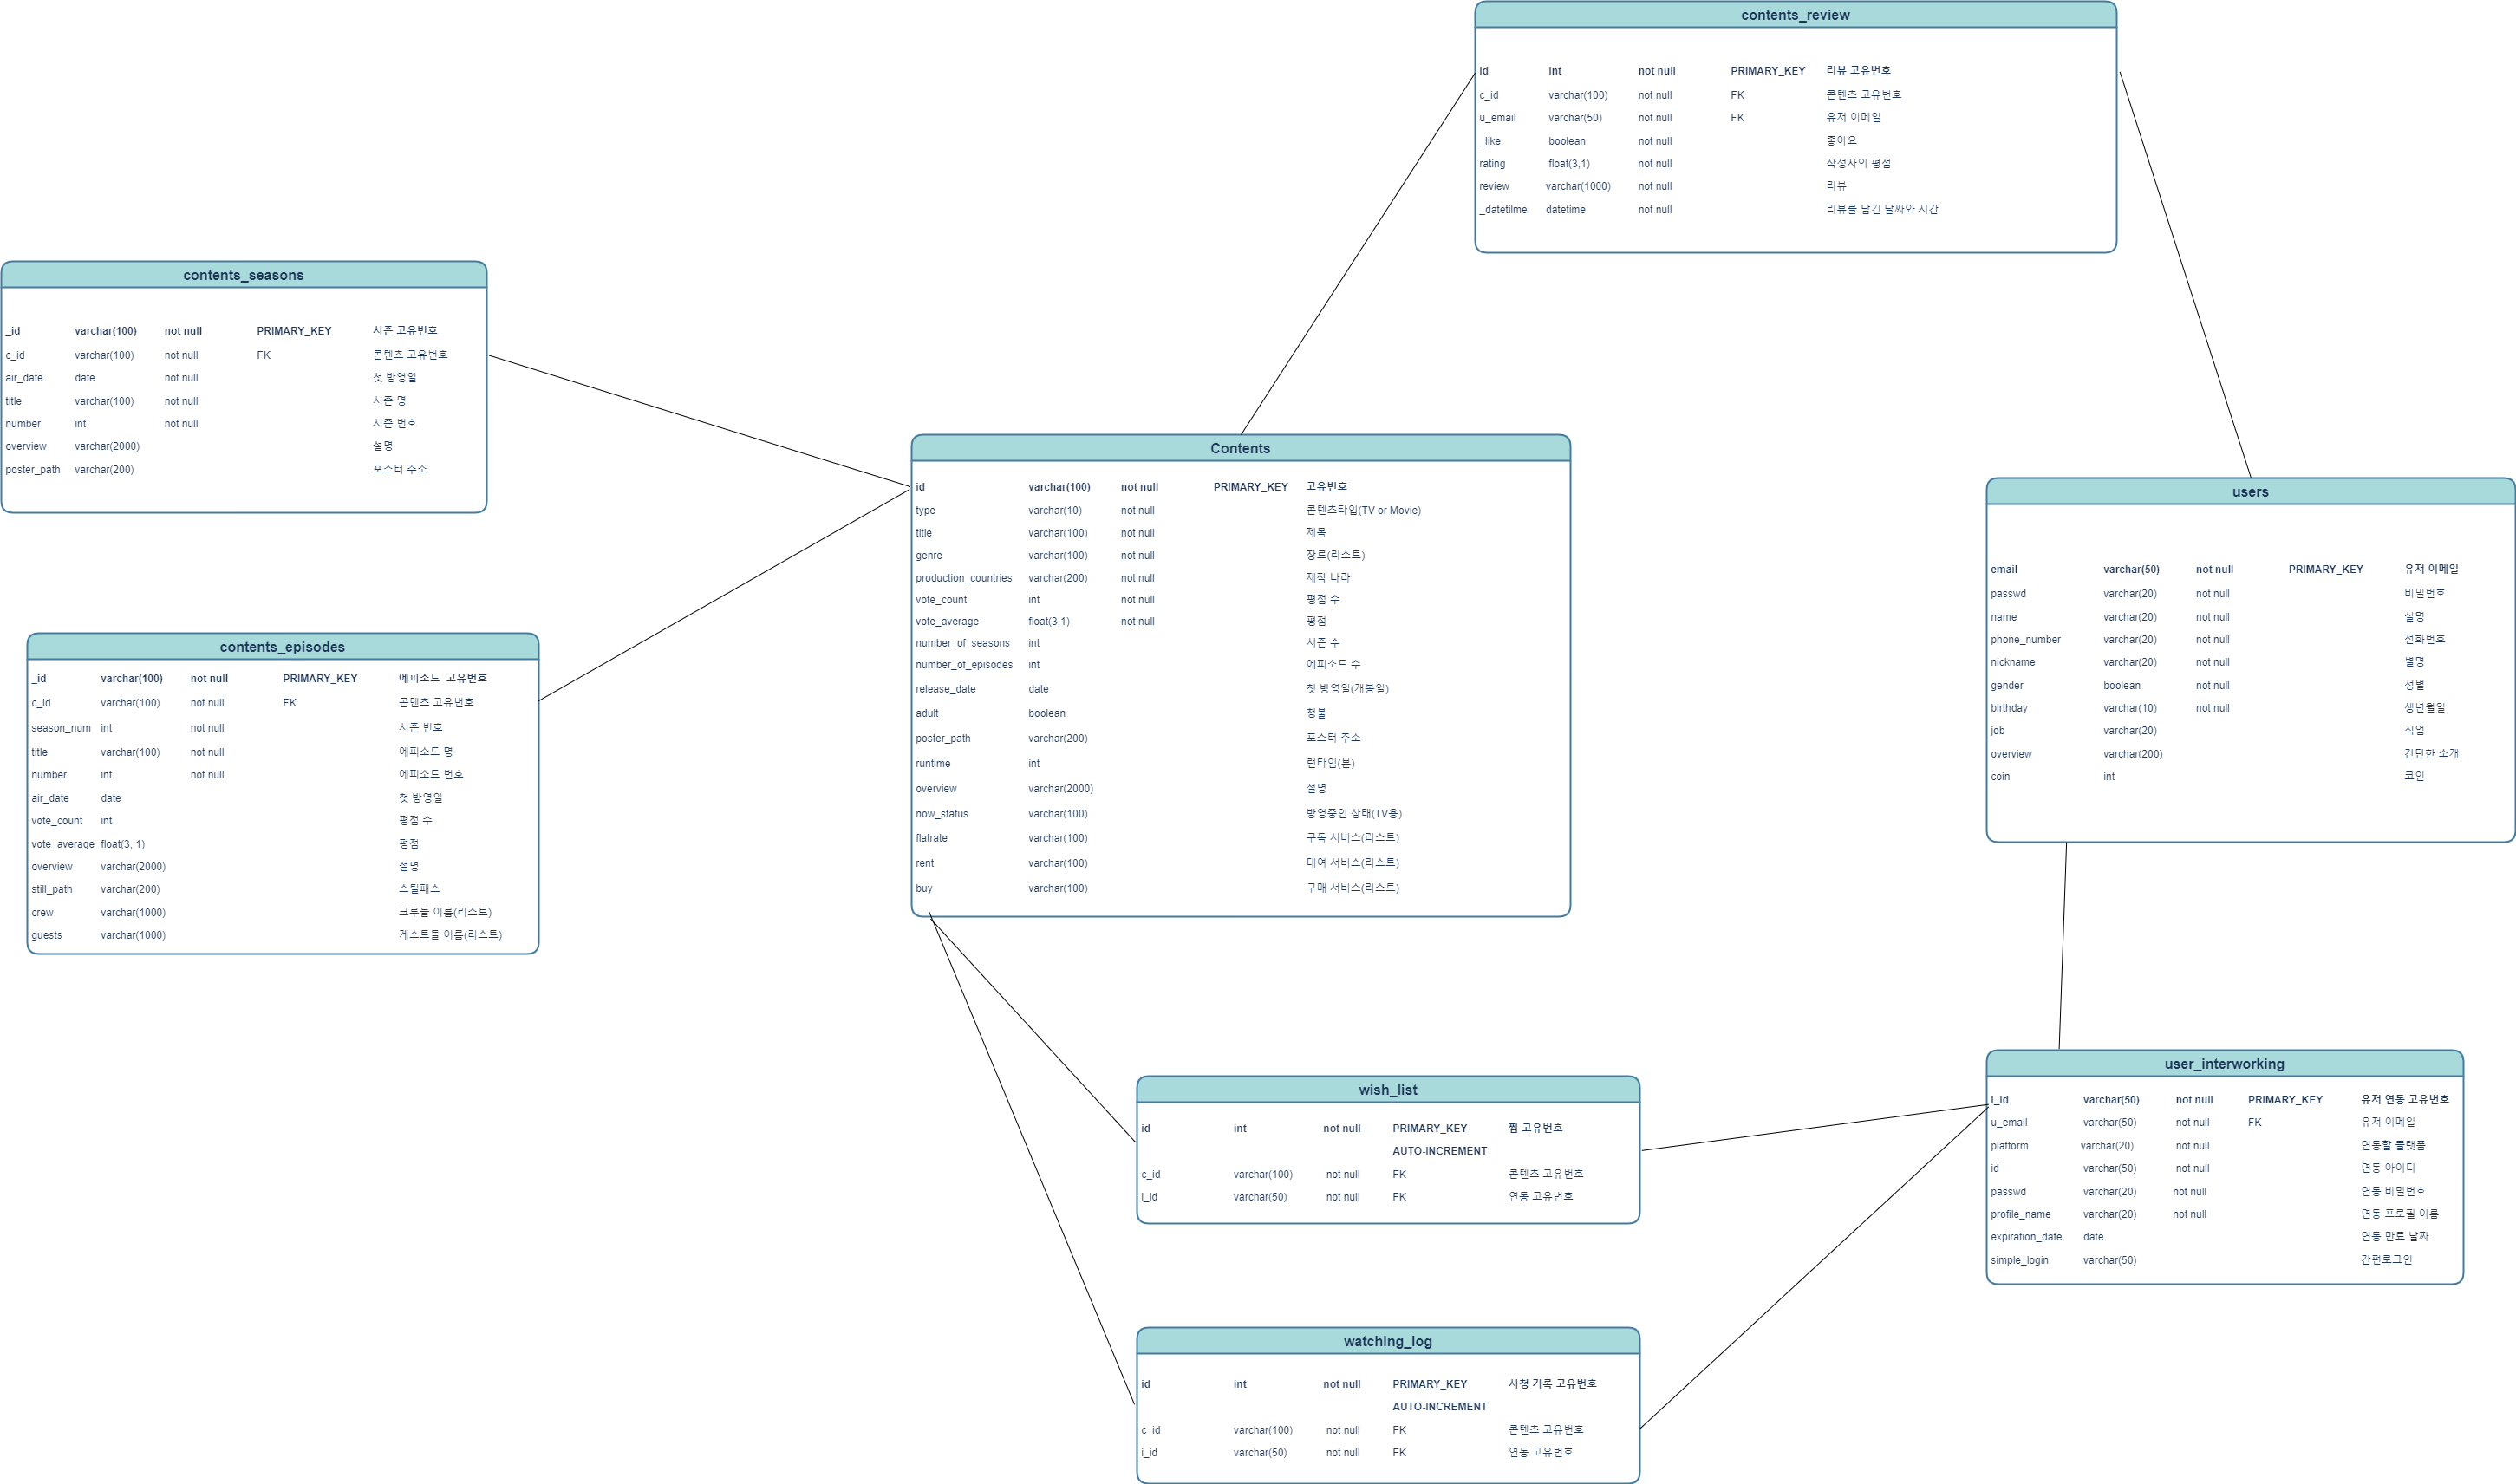 contents_review
id int not null PRIMARY_KEY 리뷰 고유번호
c_id varchar(100) not null FK 콘텐츠 고유번호
u_email varchar(50) not null FK 유저 이메일
_like boolean not null 좋아요
rating float(3,1) not null 작성자의 평점
review varchar(1000) not null 리뷰
_datetilme datetime not null 리뷰를 남긴 날짜와 시간
contents_seasons
_id varchar(100) not null PRIMARY_KEY 시즌 고유번호
c_id varchar(100) not null FK 콘텐츠 고유번호
air_date date not null 첫 방영일
title varchar(100) not null 시즌 명
number int not null 시즌 번호
overview varchar(2000) 설명
poster_path varchar(200) 포스터 주소
Contents
id varchar(100) not null PRIMARY_KEY 고유번호
type varchar(10) not null 콘텐츠타입(TV or Movie)
title varchar(100) not null 제목
genre varchar(100) not null 장르(리스트)
production_countries varchar(200) not null 제작 나라
vote_count int not null 평점 수
vote_average float(3,1) not null 평점
number_of_seasons int 시즌 수
number_of_episodes int 에피소드 수
release_date date 첫 방영일(개봉일)
adult boolean 청불
poster_path varchar(200) 포스터 주소
runtime int 런타임(분)
overview varchar(2000) 설명
now_status varchar(100) 방영중인 상태(TV용)
flatrate varchar(100) 구독 서비스(리스트)
rent varchar(100) 대여 서비스(리스트)
buy varchar(100) 구매 서비스(리스트)
users
email varchar(50) not null PRIMARY_KEY 유저 이메일
passwd varchar(20) not null 비밀번호
name varchar(20) not null 실명
phone_number varchar(20) not null 전화번호
nickname varchar(20) not null 별명
gender boolean not null 성별
birthday varchar(10) not null 생년월일
job varchar(20) 직업
overview varchar(200) 간단한 소개
coin int 코인
contents_episodes
_id varchar(100) not null PRIMARY_KEY 에피소드 고유번호
c_id varchar(100) not null FK 콘텐츠 고유번호
season_num int not null 시즌 번호
title varchar(100) not null 에피소드 명
number int not null 에피소드 번호
air_date date 첫 방영일
vote_count int 평점 수
vote_average float(3, 1) 평점
overview varchar(2000) 설명
still_path varchar(200) 스틸패스
crew varchar(1000) 크루들 이름(리스트)
guests varchar(1000) 게스트들 이름(리스트)
wish_list
id int not null PRIMARY_KEY 찜 고유번호
AUTO-INCREMENT
c_id varchar(100) not null FK 콘텐츠 고유번호
i_id varchar(50) not null FK 연동 고유번호
user_interworking
i_id varchar(50) not null PRIMARY_KEY 유저 연동 고유번호
u_email varchar(50) not null FK 유저 이메일
platform varchar(20) not null 연동할 플랫폼
id varchar(50) not null 연동 아이디
passwd varchar(20) not null 연동 비밀번호
profile_name varchar(20) not null 연동 프로필 이름
expiration_date date 연동 만료 날짜
simple_login varchar(50) 간편로그인
watching_log
id int not null PRIMARY_KEY 시청 기록 고유번호
AUTO-INCREMENT
c_id varchar(100) not null FK 콘텐츠 고유번호
i_id varchar(50) not null FK 연동 고유번호